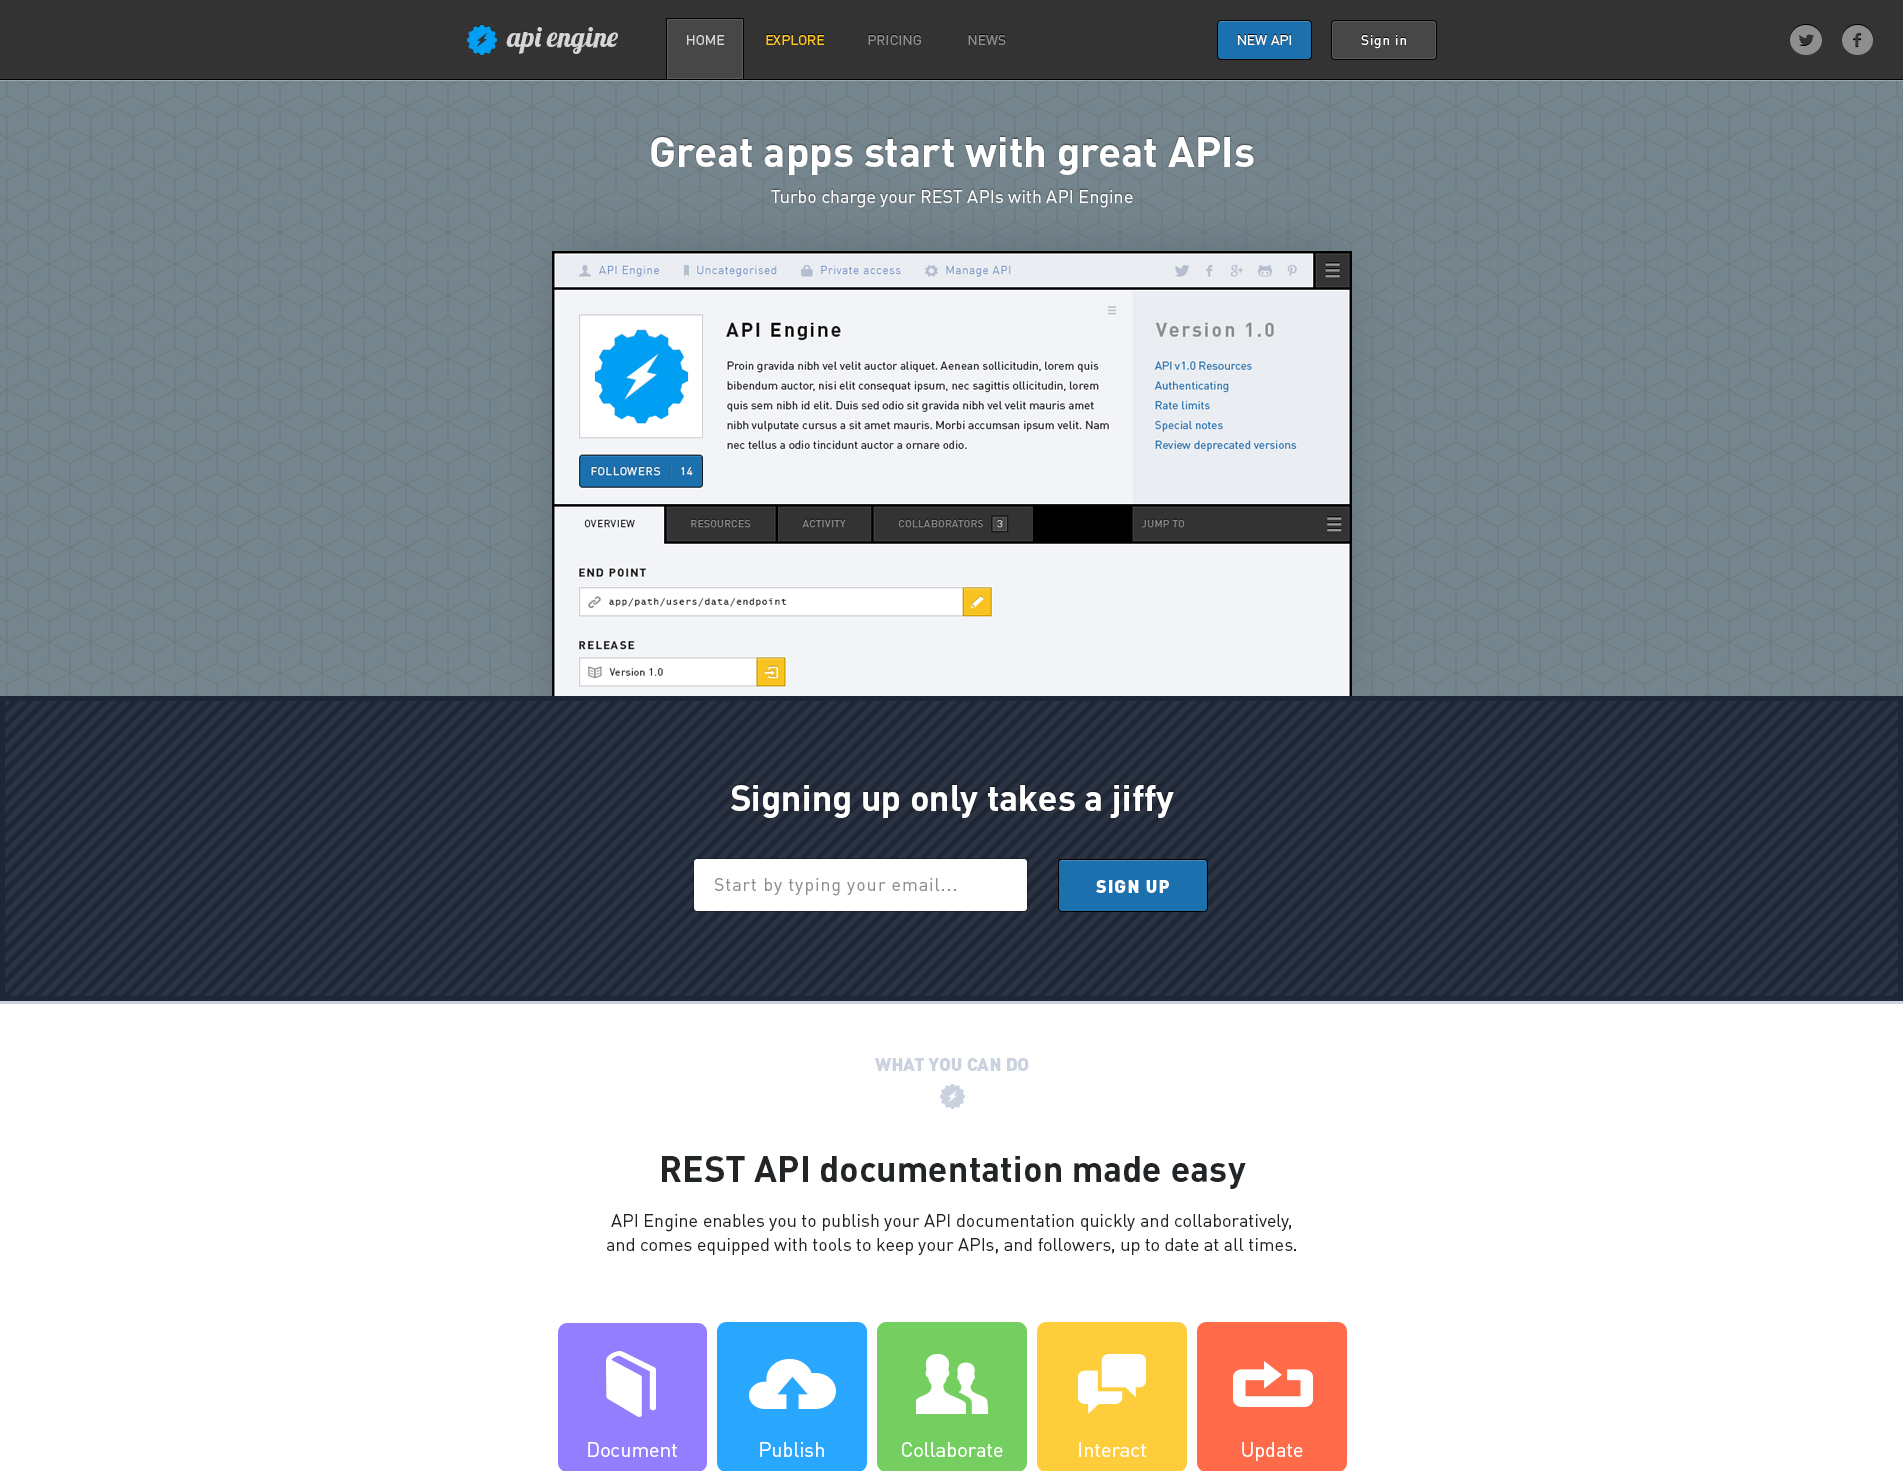 api engine
HOME
EXPLORE
PRICING
NEWS
NEW API
Sign in
Great apps start with great APIs
Turbo charge your REST APIs with API Engine
API Engine
Uncategorised
Private access
Manage API
API Engine
Proin gravida nibh vel velit auctor aliquet. Aenean sollicitudin, lorem quis
bibendum auctor, nisi elit consequat ipsum, nec sagittis ollicitudin, lorem
quis sem nibh id elit. Duis sed odio sit gravida nibh vel velit mauris amet
nibh vulputate cursus a sit amet mauris. Morbi accumsan ipsum velit. Nam
nec tellus a odio tincidunt auctor a ornare odio.
FOLLOWERS 14
Version 1.0
API v1.0 Resources
Authenticating
Rate limits
Special notes
Review deprecated versions
OVERVIEW
RESOURCES
ACTIVITY
COLLABORATORS 3
JUMP TO
END POINT
app/path/users/data/endpoint
RELEASE
Version 1.0
Signing up only takes a jiffy
Start by typing your email...
SIGN UP
WHAT YOU CAN DO
REST API documentation made easy
API Engine enables you to publish your API documentation quickly and collaboratively,
and comes equipped with tools to keep your APIs, and followers, up to date at all times.
Document
Publish
Collaborate
Interact
Update